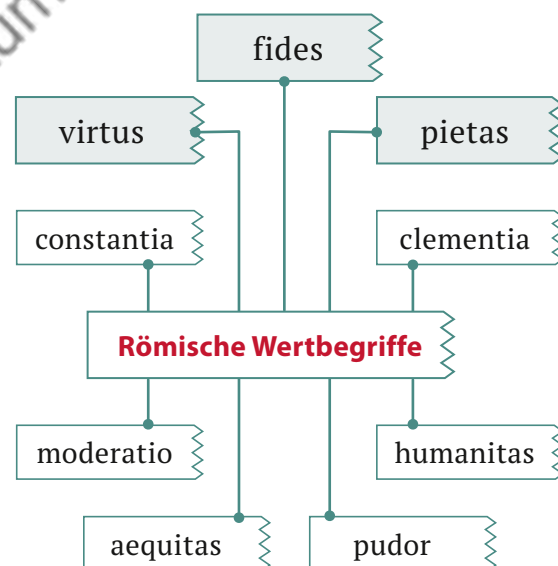 fides
virtus
pietas
constantia
clementia
Römische Wertbegriffe
moderatio
humanitas
aequitas
pudor